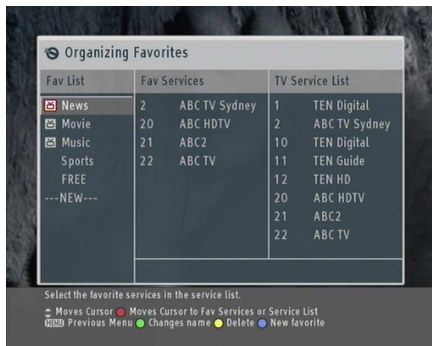 Organizing Favorites
Fav List Fav Services TV Service List
News 2 ABC TV Sydney 1 TEN Digital
Movie 20 ABC HDTV 2 ABC TV Sydney
Music 21 ABC2 10 TEN Digital
Sports 22 ABC TV 11 TEN Guide
FREE 12 TEN HD
---NEW--- 20 ABC HDTV
21 ABC2
22 ABC TV
Select the favorite services in the service list.
Moves Cursor Moves Cursor to Fav Services or Service List
MENU Previous Menu Changes name Delete New favorite